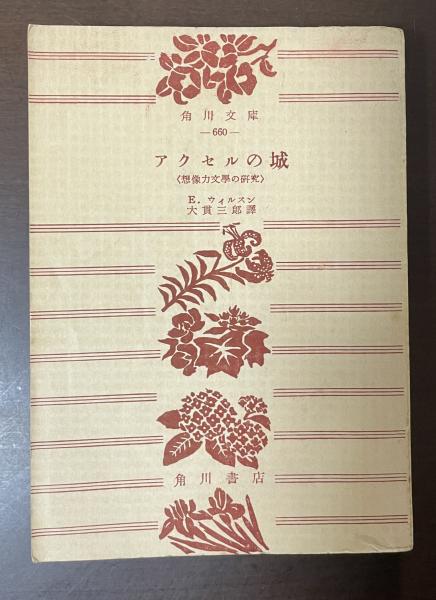 角川文庫
—660—
アクセルの城
〈想像力文學の硏究〉
E. ウィルスン
大貫三郎譯
角川書店